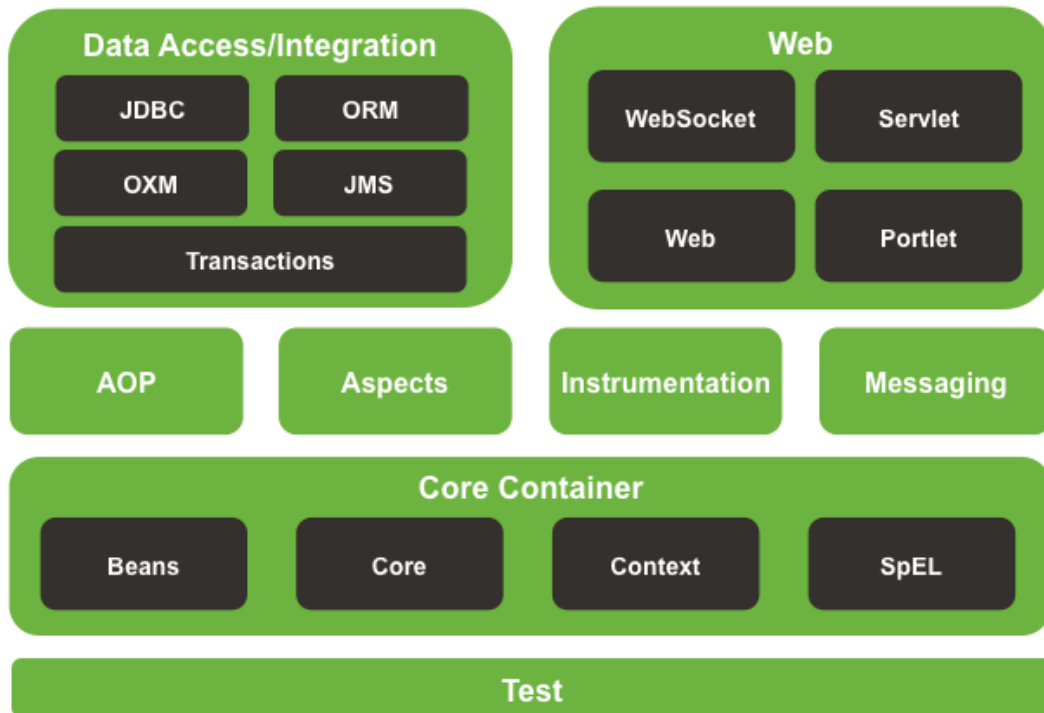 Data Access/Integration
JDBC
ORM
OXM
JMS
Transactions
Web
WebSocket
Servlet
Web
Portlet
AOP
Aspects
Instrumentation
Messaging
Core Container
Beans
Core
Context
SpEL
Test